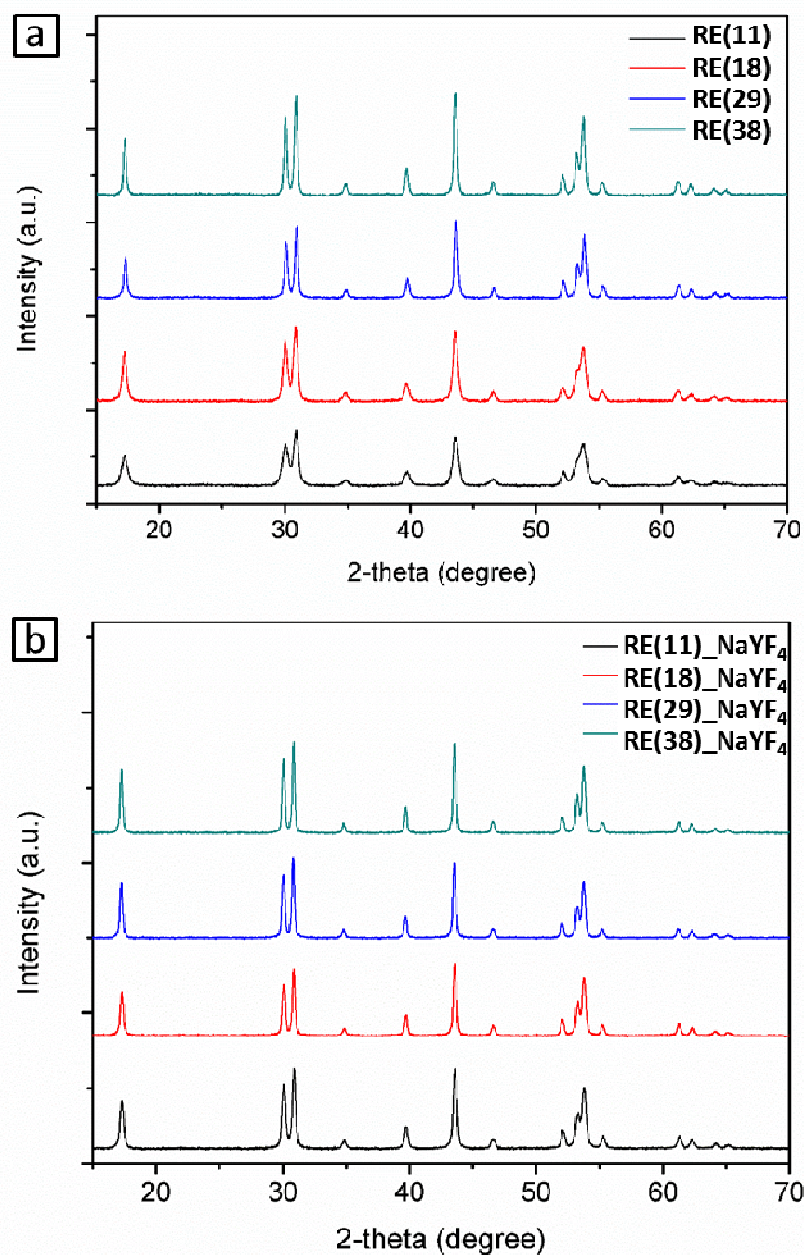 a
RE(11)
RE(18)
RE(29)
RE(38)
Intensity (a.u.)
20 30 40 50 60 70
2-theta (degree)
b
RE(11)_NaYF₄
RE(18)_NaYF₄
RE(29)_NaYF₄
RE(38)_NaYF₄
Intensity (a.u.)
20 30 40 50 60 70
2-theta (degree)